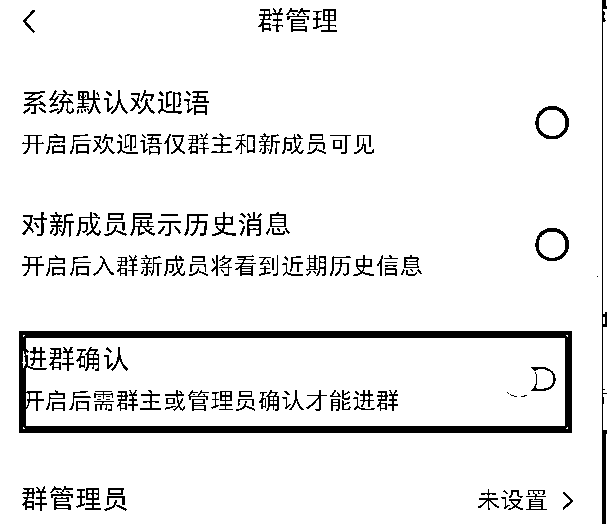 群管理
系统默认欢迎语
开启后欢迎语仅群主和新成员可见
对新成员展示历史消息
开启后入群新成员将看到近期历史信息
进群确认
开启后需群主或管理员确认才能进群
群管理员 未设置